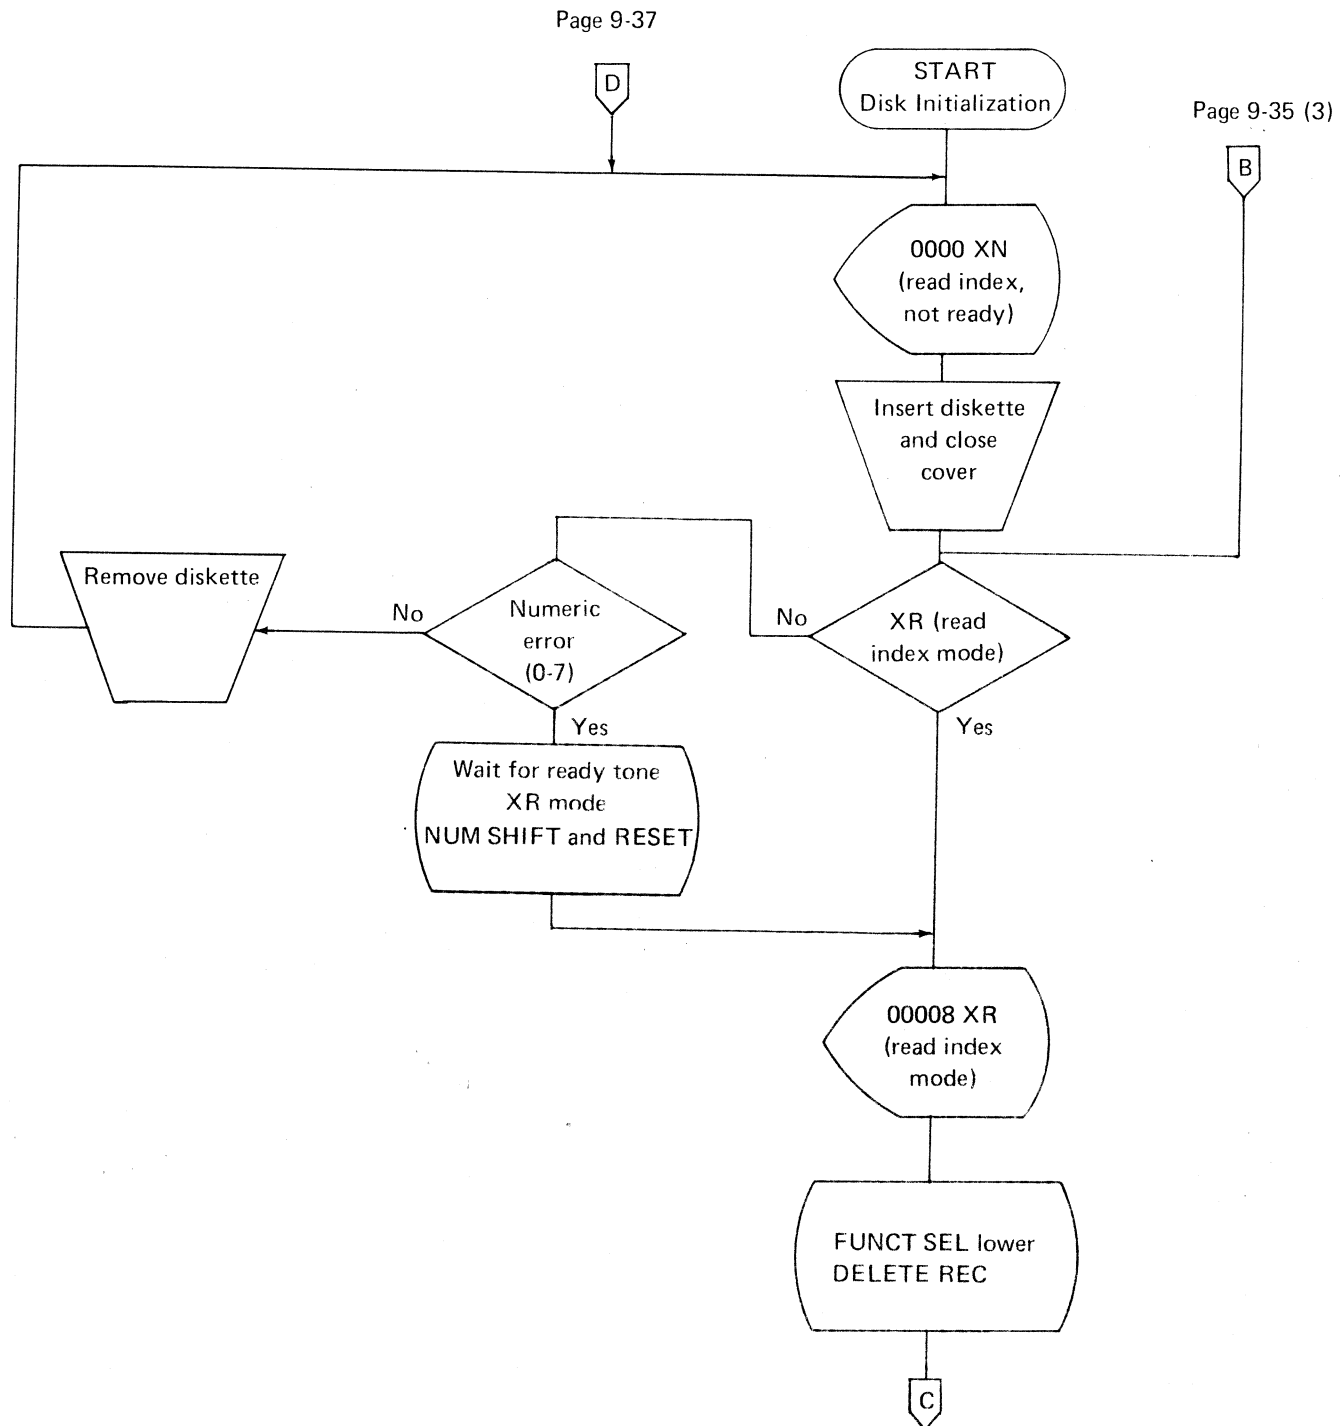 Page 9-37
D
START
Disk Initialization
Page 9-35 (3)
B
0000 XN
(read index,
not ready)
Insert diskette
and close
cover
Remove diskette
No
Numeric
error
(0-7)
No
XR (read
index mode)
Yes
Yes
Wait for ready tone
XR mode
NUM SHIFT and RESET
00008 XR
(read index
mode)
FUNCT SEL lower
DELETE REC
C